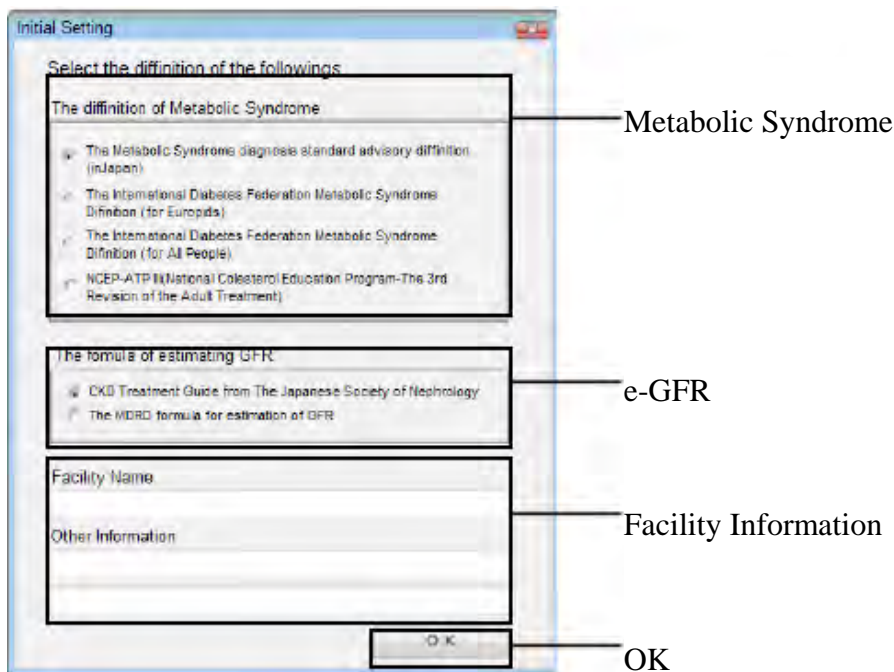 Initial Setting
Select the diffinition of the followings
The diffinition of Metabolic Syndrome
Metabolic Syndrome
The Metabolic Syndrome diagnosis standard advisory diffinition
(inJapan)
The International Diabetes Federation Metabolic Syndrome
Difinition (for Europids)
The International Diabetes Federation Metabolic Syndrome
Difinition (for All People)
NCEP-ATPIII(National Colesterol Education Program-The 3rd
Revision of the Adult Treatment)
The fomula of estimating GFR
CKD Treatment Guide from The Japanese Society of Nephrology
e-GFR
The MDRD formula for estimation of GFR
Facility Name
Facility Information
Other Information
OK
OK